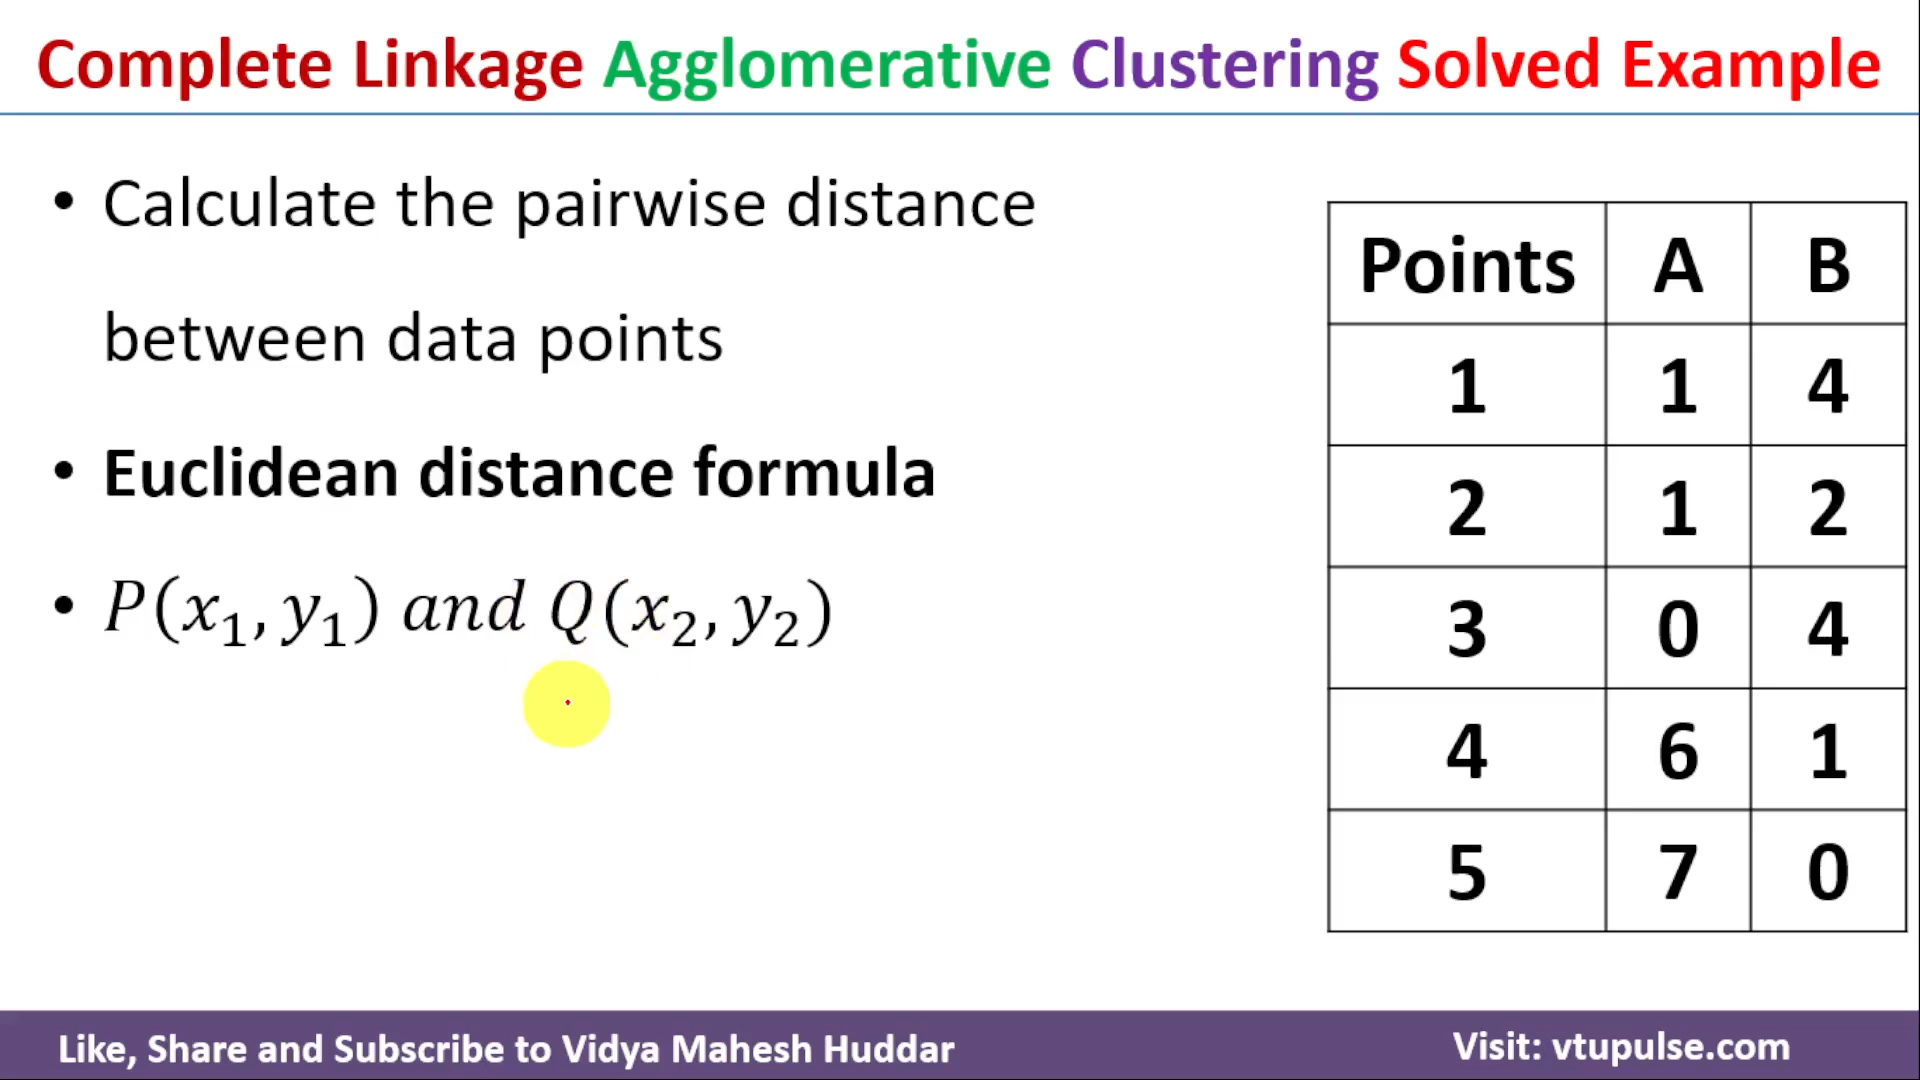 Complete Linkage Agglomerative Clustering Solved Example
• Calculate the pairwise distance
between data points
• Euclidean distance formula
• P(x₁, y₁) and Q(x₂, y₂)
Points A B
1 1 4
2 1 2
3 0 4
4 6 1
5 7 0
Like, Share and Subscribe to Vidya Mahesh Huddar
Visit: vtupulse.com